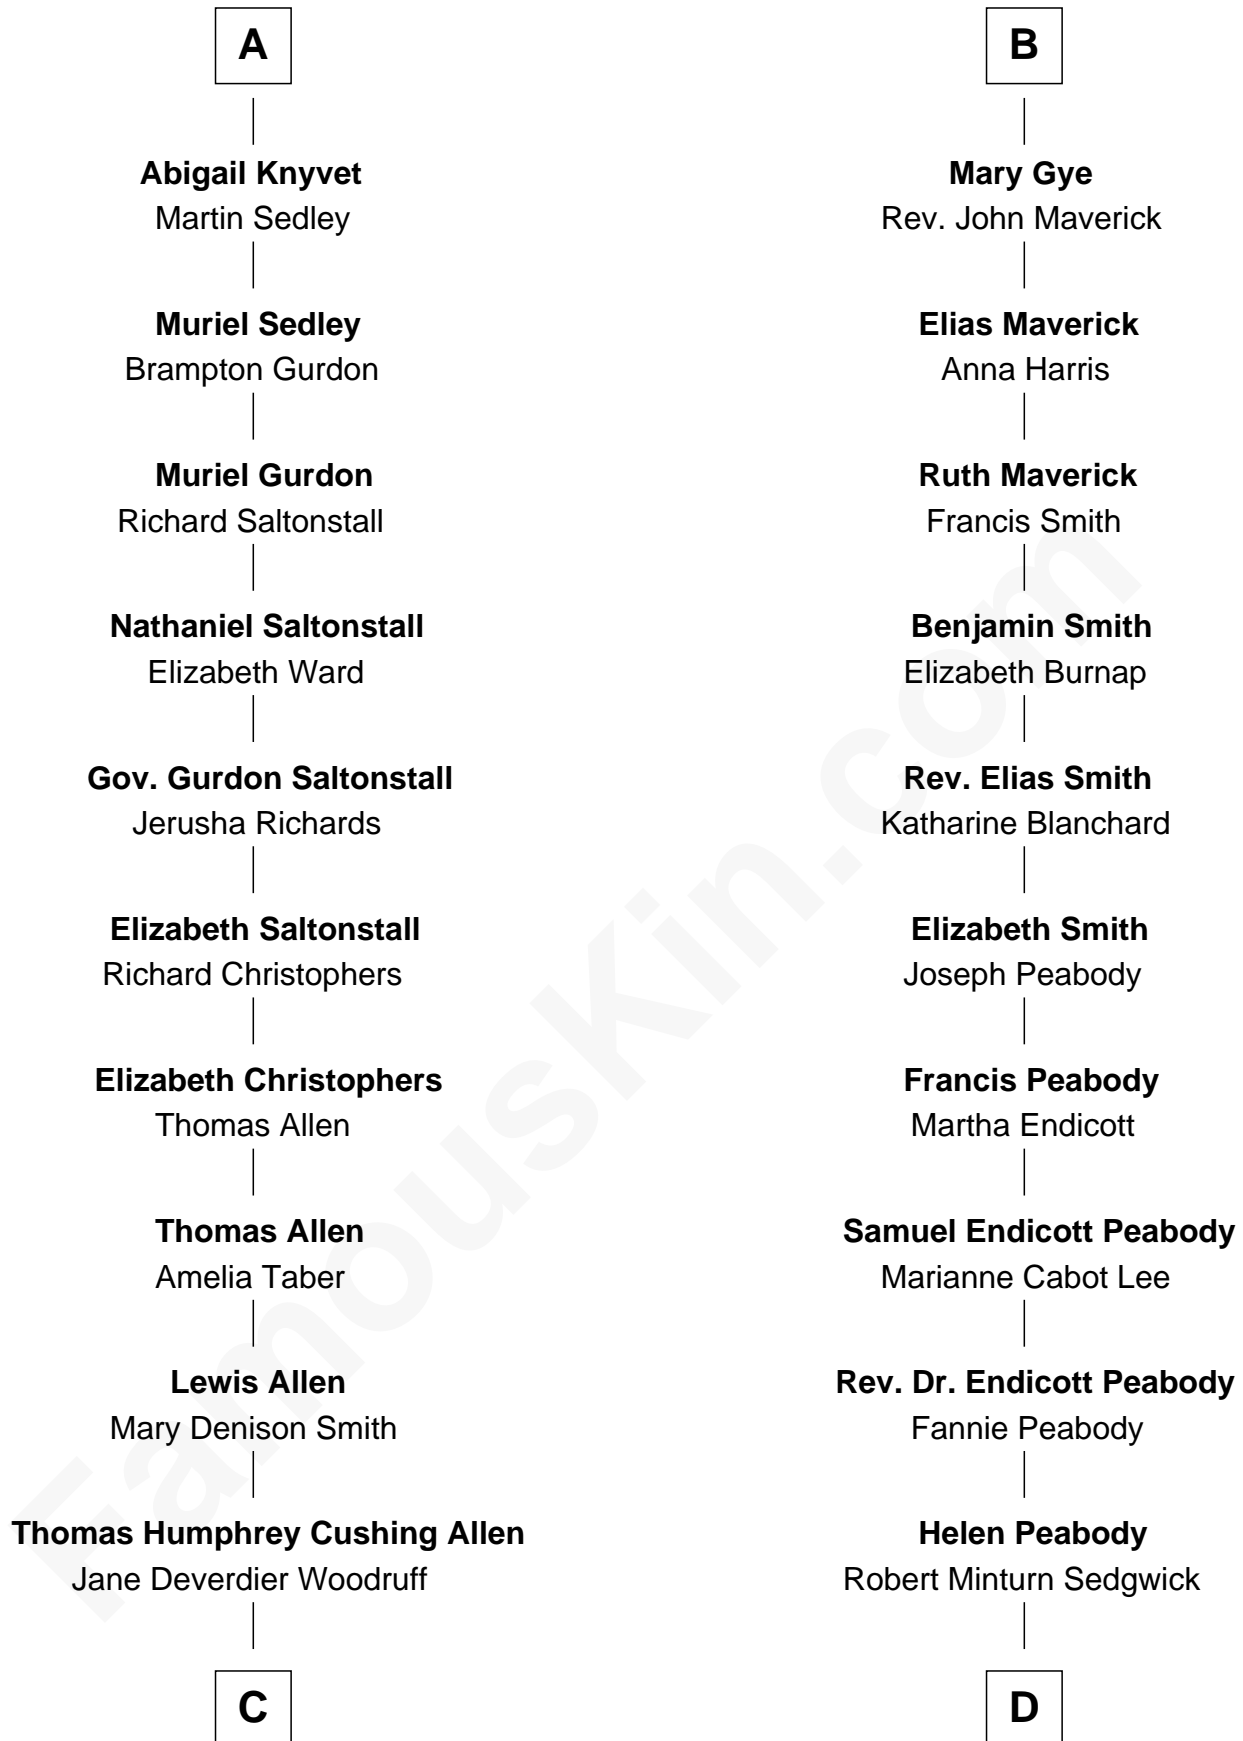 A
Abigail Knyvet
Martin Sedley
Muriel Sedley
Brampton Gurdon
Muriel Gurdon
Richard Saltonstall
Nathaniel Saltonstall
Elizabeth Ward
Gov. Gurdon Saltonstall
Jerusha Richards
Elizabeth Saltonstall
Richard Christophers
Elizabeth Christophers
Thomas Allen
Thomas Allen
Amelia Taber
Lewis Allen
Mary Denison Smith
Thomas Humphrey Cushing Allen
Jane Deverdier Woodruff
C
B
Mary Gye
Rev. John Maverick
Elias Maverick
Anna Harris
Ruth Maverick
Francis Smith
Benjamin Smith
Elizabeth Burnap
Rev. Elias Smith
Katharine Blanchard
Elizabeth Smith
Joseph Peabody
Francis Peabody
Martha Endicott
Samuel Endicott Peabody
Marianne Cabot Lee
Rev. Dr. Endicott Peabody
Fannie Peabody
Helen Peabody
Robert Minturn Sedgwick
D
FamousKin.com